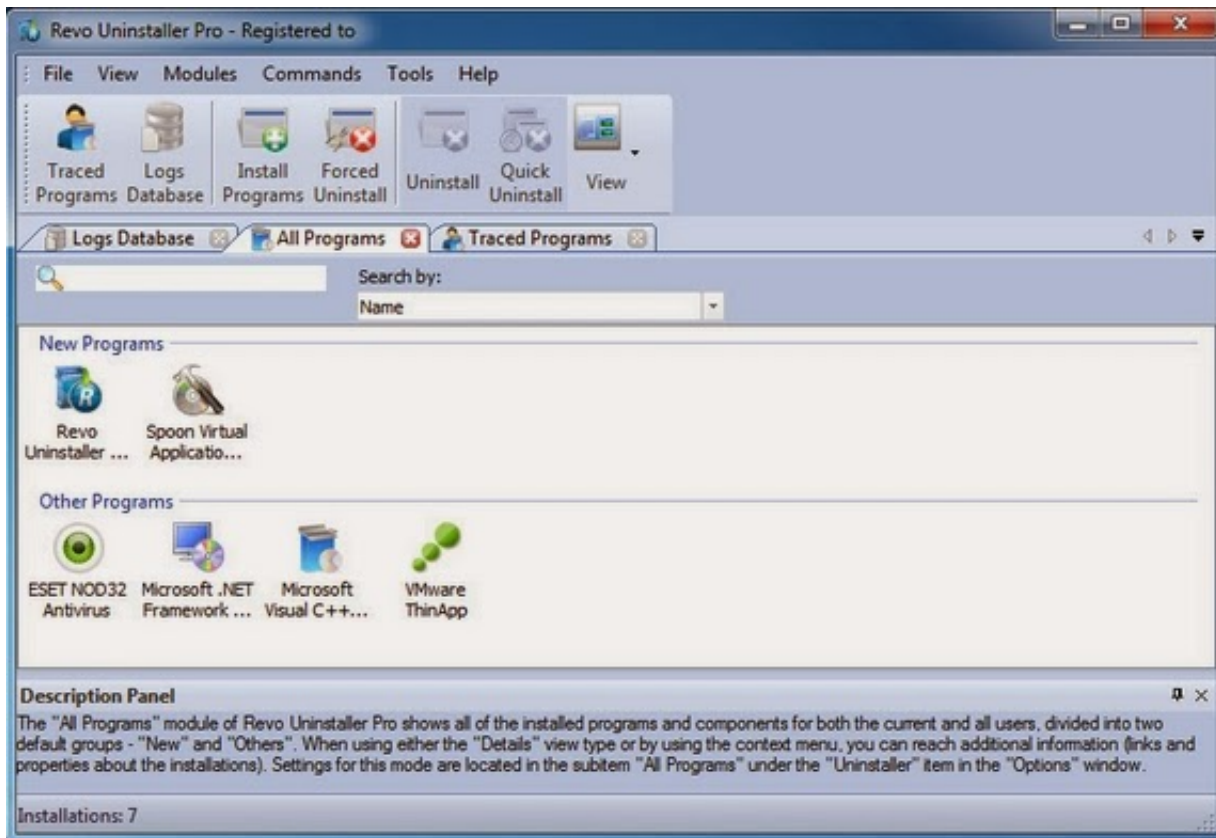 Revo Uninstaller Pro - Registered to
File View Modules Commands Tools Help
Traced Programs
Logs Database
Install Programs
Forced Uninstall
Uninstall
Quick Uninstall
View
Logs Database
All Programs
Traced Programs
Search by:
Name
New Programs
Revo
Uninstaller ...
Spoon Virtual
Applicatio...
Other Programs
ESET NOD32
Antivirus
Microsoft .NET
Framework ...
Microsoft
Visual C++...
VMware
ThinApp
Description Panel
The "All Programs" module of Revo Uninstaller Pro shows all of the installed programs and components for both the current and all users, divided into two
default groups - "New" and "Others". When using either the "Details" view type or by using the context menu, you can reach additional information (links and
properties about the installations). Settings for this mode are located in the subitem "All Programs" under the "Uninstaller" item in the "Options" window.
Installations: 7